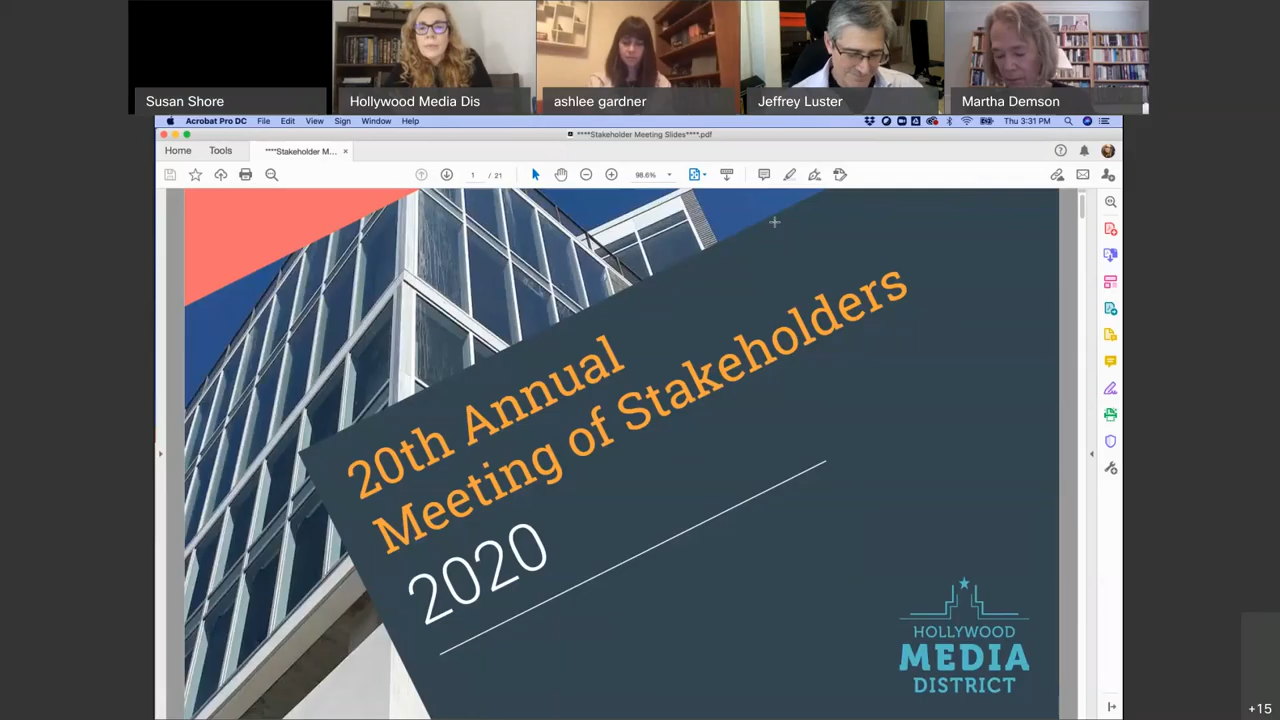 Susan Shore
Hollywood Media Dis
ashlee gardner
Jeffrey Luster
Martha Demson
Acrobat Pro DC File Edit View Sign Window Help
Thu 3:31 PM
****Stakeholder Meeting Slides****.pdf
Home Tools ****Stakeholder M... ×
1 / 21
98.6%
20th Annual
Meeting of Stakeholders
2020
HOLLYWOOD
MEDIA
DISTRICT
+15